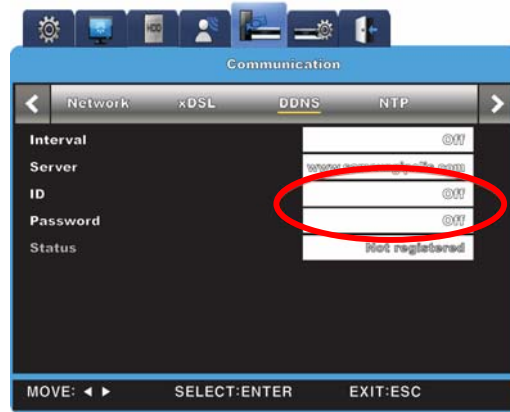 HDD
Communication
Network xDSL DDNS NTP
Interval Off
Server
ID Off
Password Off
Status Not registered
MOVE: ◄ ► SELECT:ENTER EXIT:ESC